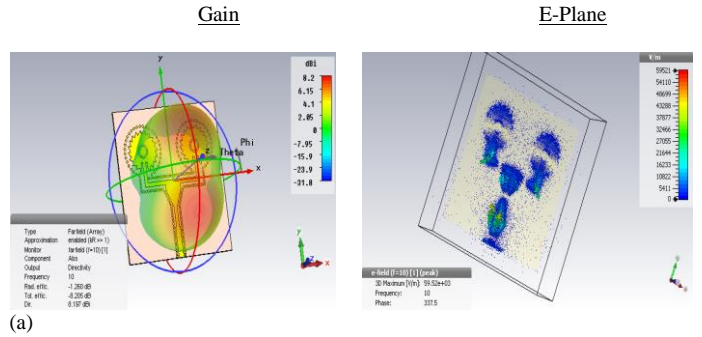 Gain
E-Plane
y
dBi
8.2
6.15
4.1
2.05
0
-7.95
-15.9
-23.9
-31.8
Phi
Theta
z
x
Type Farfield (Array)
Approximation enabled (kR >> 1)
Monitor farfield (f=10) [1]
Component Abs
Output Directivity
Frequency 10
Rad. effic. -1.260 dB
Tot. effic. -8.205 dB
Dir. 8.197 dBi
y
z
x
V/m
59521
54110
48699
43288
37877
32466
27055
21644
16233
10822
5411
0
e-field (f=10) [1] (peak)
3D Maximum [V/m]: 59.52e+03
Frequency: 10
Phase: 337.5
(a)